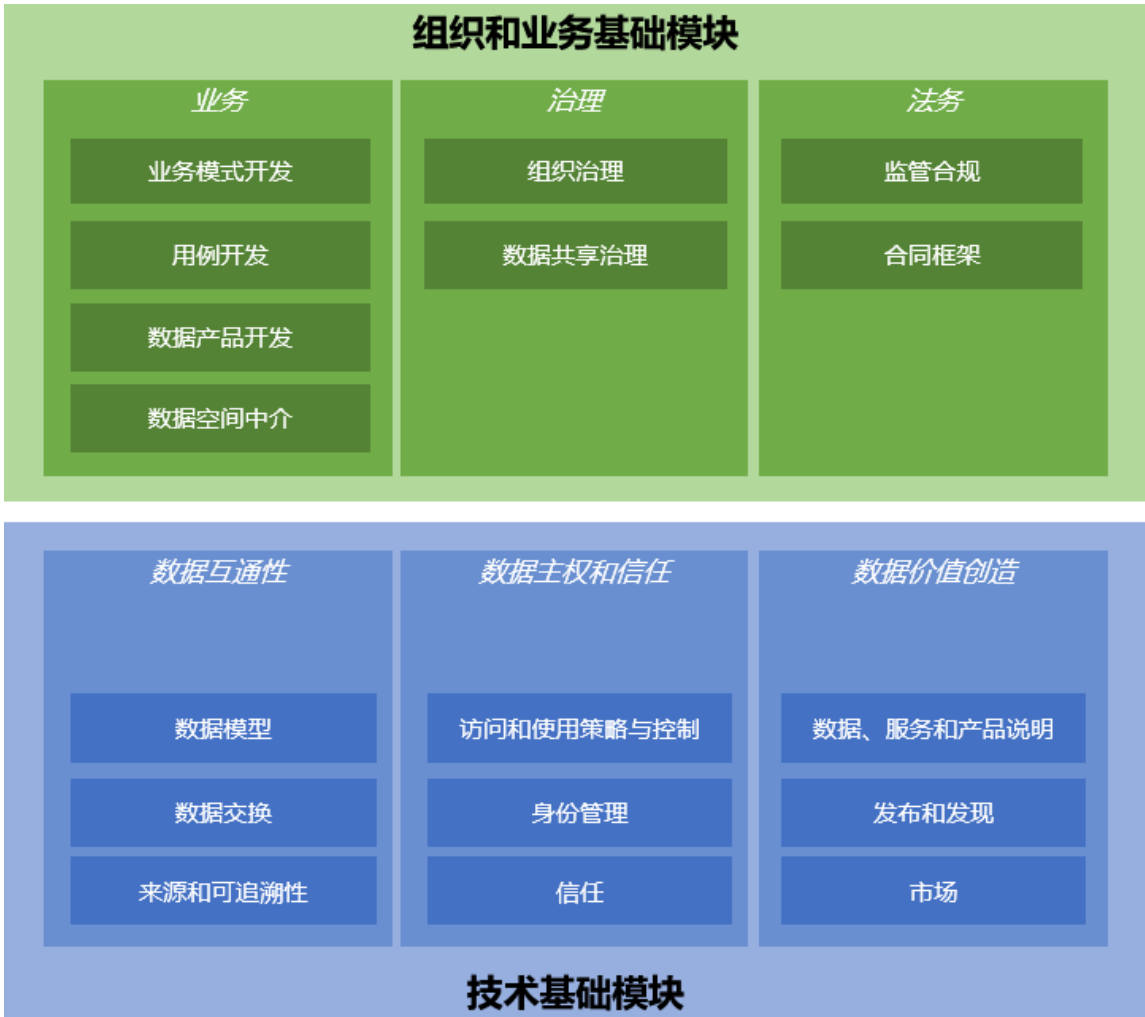 组织和业务基础模块
业务
业务模式开发
用例开发
数据产品开发
数据空间中介
治理
组织治理
数据共享治理
法务
监管合规
合同框架
数据互通性
数据模型
数据交换
来源和可追溯性
数据主权和信任
访问和使用策略与控制
身份管理
信任
数据价值创造
数据、服务和产品说明
发布和发现
市场
技术基础模块